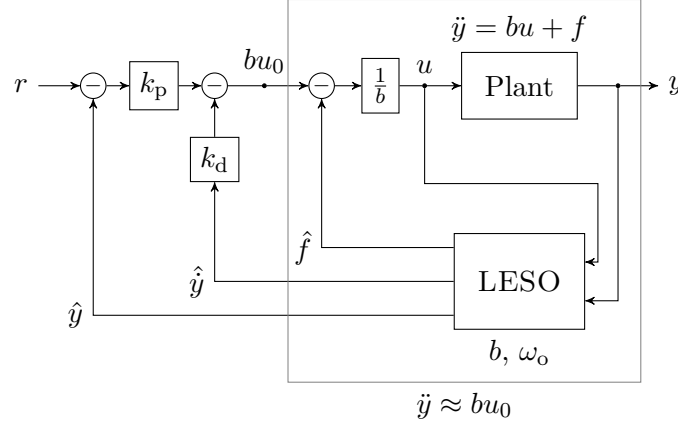 ÿ = bu + f
r
−
k_p
−
bu_0
−
1/b
u
Plant
y
k_d
f̂
ẏ̂
ŷ
LESO
b, ω_o
ÿ ≈ bu_0